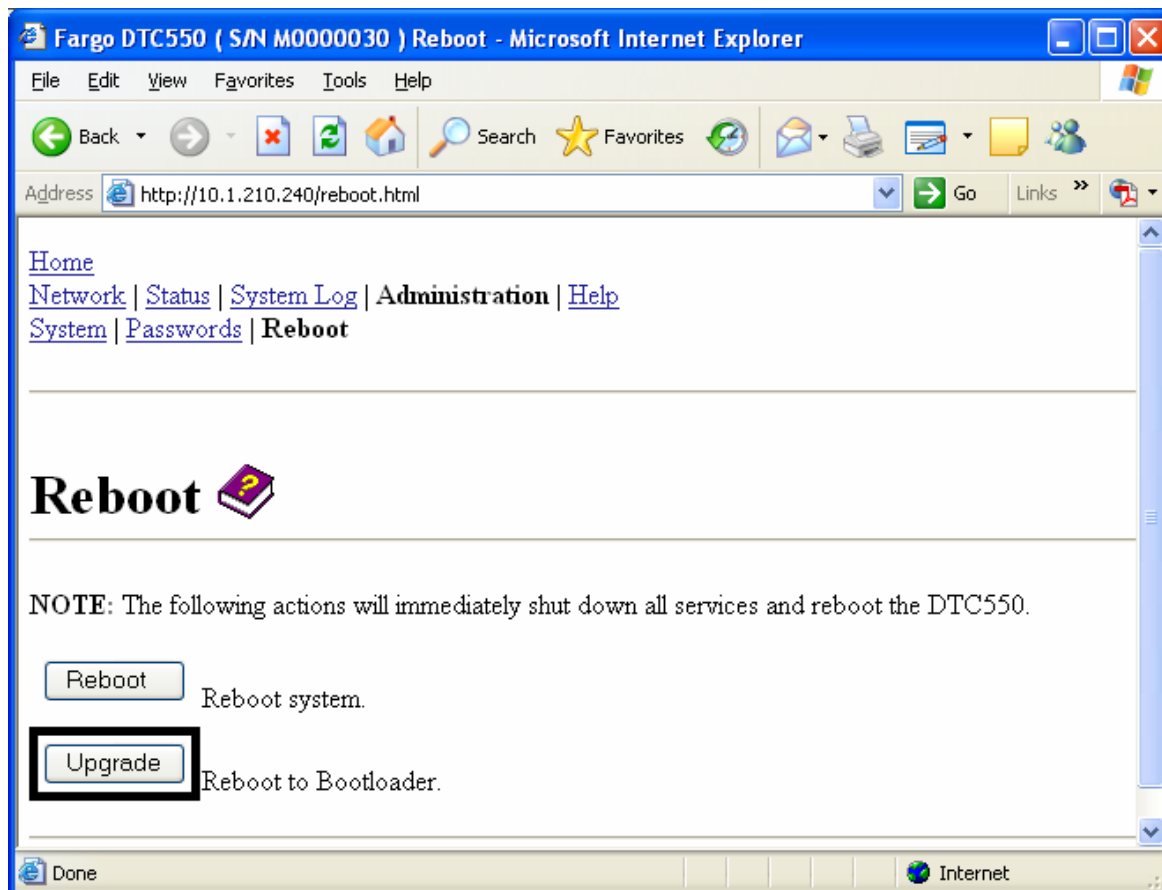 Fargo DTC550 ( S/N M0000030 ) Reboot - Microsoft Internet Explorer
File Edit View Favorites Tools Help
Back Search Favorites
Address http://10.1.210.240/reboot.html Go Links »
Home
Network | Status | System Log | Administration | Help
System | Passwords | Reboot
Reboot ?
NOTE: The following actions will immediately shut down all services and reboot the DTC550.
Reboot Reboot system.
Upgrade Reboot to Bootloader.
Done Internet